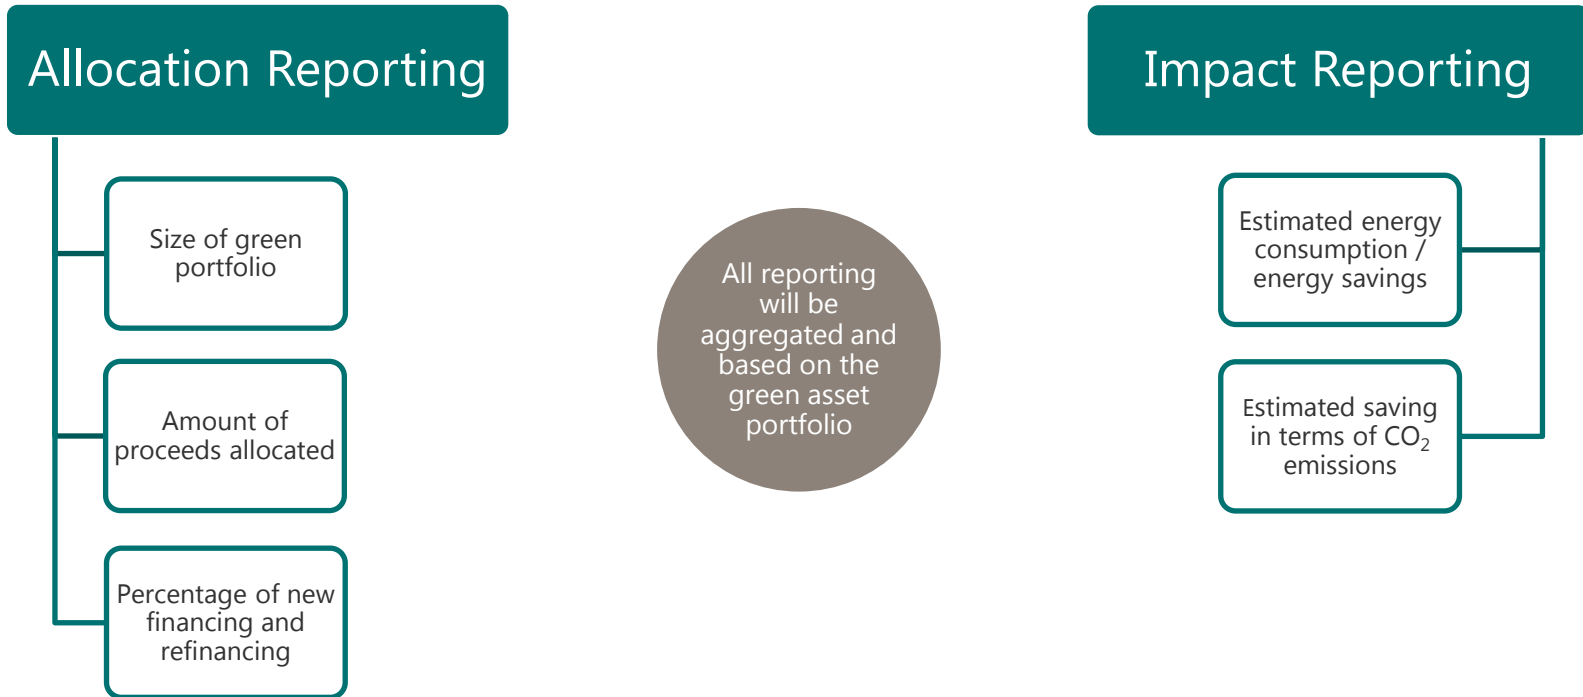 Allocation Reporting
Size of green
portfolio
Amount of
proceeds allocated
Percentage of new
financing and
refinancing
All reporting
will be
aggregated and
based on the
green asset
portfolio
Impact Reporting
Estimated energy
consumption /
energy savings
Estimated saving
in terms of CO₂
emissions